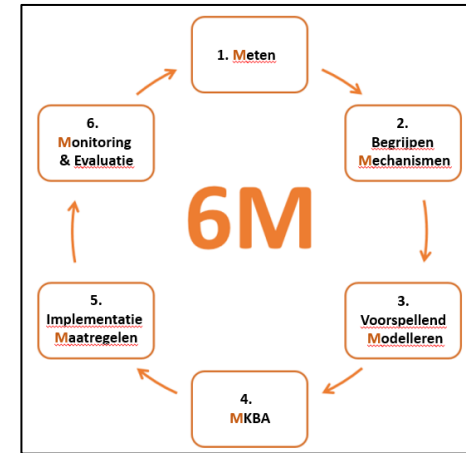 1. Meten
2.
Begrijpen
Mechanismen
3.
Voorspellend
Modelleren
4.
MKBA
5.
Implementatie
Maatregelen
6.
Monitoring
& Evaluatie
6M